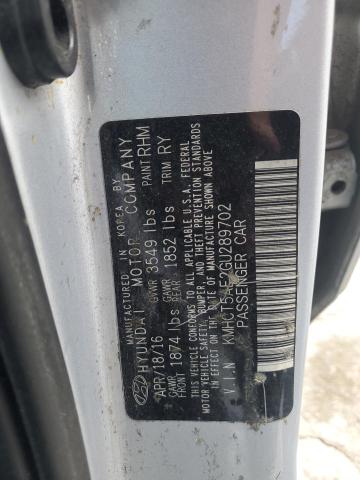 MANUFACTURED IN KOREA BY
HYUNDAI MOTOR COMPANY
APR/18/16 GVWR 3549 lbs PAINT RHM
GAWR FRONT 1874 lbs GAWR REAR 1852 lbs TRIM RY
THIS VEHICLE CONFORMS TO ALL APPLICABLE U.S.A. FEDERAL
MOTOR VEHICLE SAFETY, BUMPER, AND THEFT PREVENTION
STANDARDS IN EFFECT ON THE DATE OF MANUFACTURE SHOWN ABOVE.
V.I.N
PASSENGER CAR